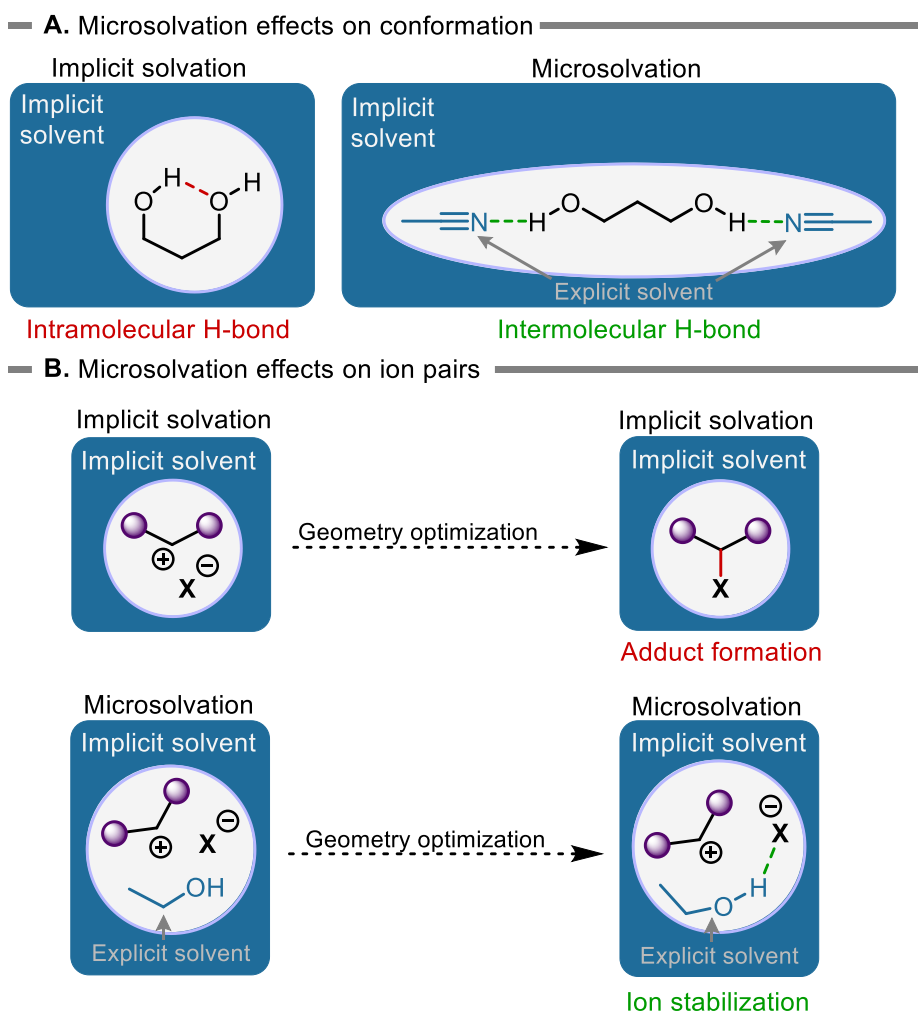 A. Microsolvation effects on conformation
Implicit solvation
Microsolvation
Implicit
solvent
Implicit
solvent
H
H
O
O
N
H
O
O
H
N
Explicit solvent
Intramolecular H-bond
Intermolecular H-bond
B. Microsolvation effects on ion pairs
Implicit solvation
Implicit solvation
Implicit solvent
Implicit solvent
Geometry optimization
+
−
X
X
Adduct formation
Microsolvation
Microsolvation
Implicit solvent
Implicit solvent
−
X
+
OH
Geometry optimization
−
X
+
H
O
Explicit solvent
Explicit solvent
Ion stabilization